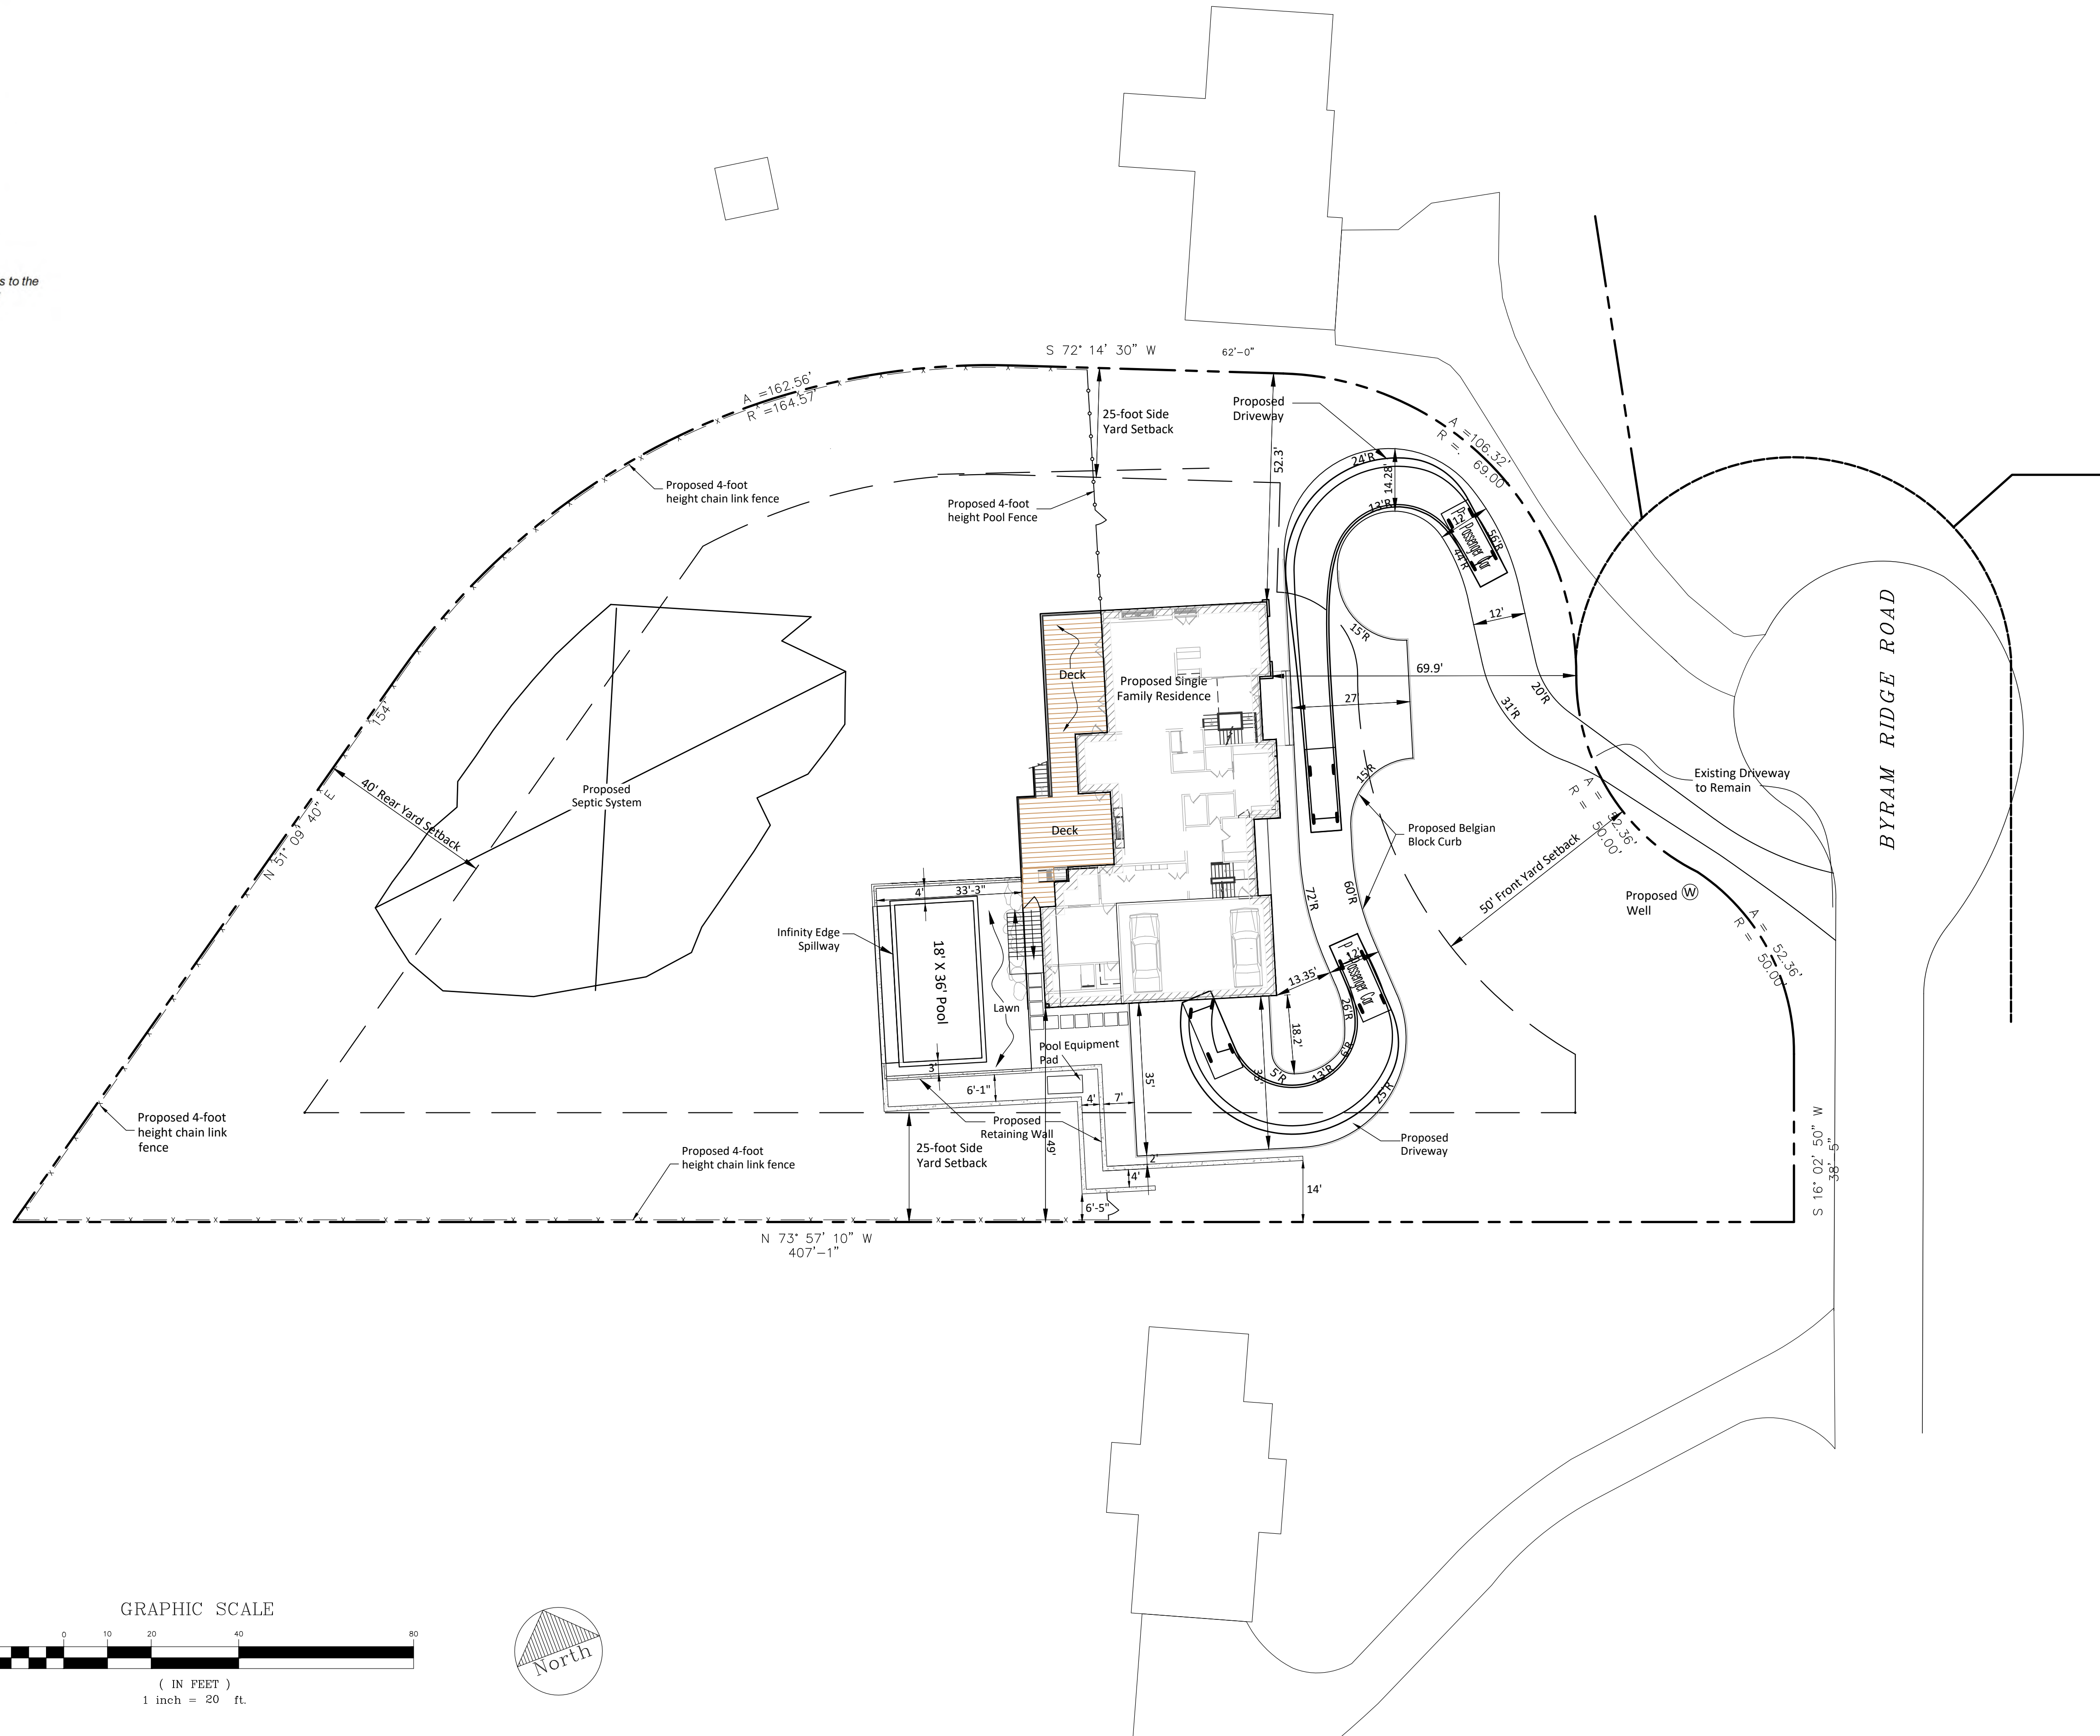 s to the
S 72° 14' 30" W
62'-0"
A =162.56'
R =164.57'
25-foot Side
Yard Setback
Proposed
Driveway
A =106.32'
R =. 69.00
52.3'
24'R
14.28'
13'R
Proposed 4-foot
height chain link fence
Proposed 4-foot
height Pool Fence
P
12'
Passenger Car
56'R
44'R
12'
15'R
BYRAM RIDGE ROAD
69.9'
Deck
Proposed Single
Family Residence
27'
31'R
20'R
154'
40' Rear Yard Setback
N 51° 09' 40" E
Proposed
Septic System
15'R
Existing Driveway
to Remain
A = 52.36'
R = 50.00'
Deck
Proposed Belgian
Block Curb
50' Front Yard Setback
Proposed W
Well
4'
33'-3"
72'R
60'R
A = 52.36'
R = 50.00'
Infinity Edge
Spillway
18' X 36' Pool
P
12'
Passenger Car
13.35'
26'R
Lawn
18.2'
6'R
Pool Equipment
Pad
3'
5'R
13'R
35'
6'-1"
25'R
4'
7'
Proposed
Retaining Wall
Proposed 4-foot
height chain link
fence
Proposed 4-foot
height chain link fence
25-foot Side
Yard Setback
49'
2'
4'
Proposed
Driveway
14'
6'-5"
S 16° 02' 50" W
38'-5"
N 73° 57' 10" W
407'-1"
GRAPHIC SCALE
0 10 20 40 80
( IN FEET )
1 inch = 20 ft.
North